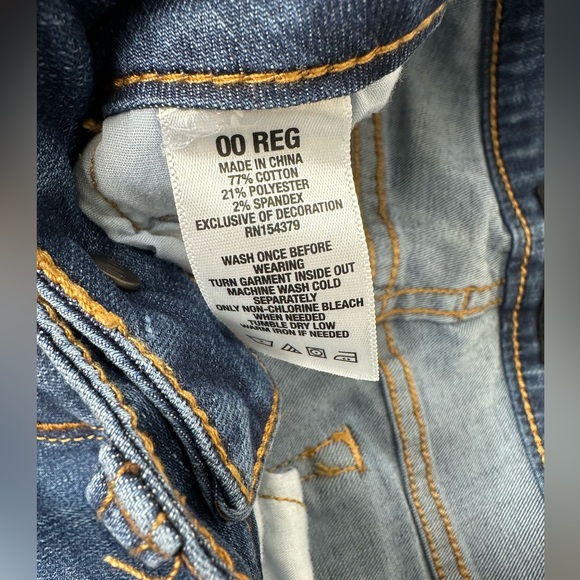 00 REG
MADE IN CHINA
77% COTTON
21% POLYESTER
2% SPANDEX
EXCLUSIVE OF DECORATION
RN154379
WASH ONCE BEFORE
WEARING
TURN GARMENT INSIDE OUT
MACHINE WASH COLD
SEPARATELY
ONLY NON-CHLORINE BLEACH
WHEN NEEDED
TUMBLE DRY LOW
WARM IRON IF NEEDED